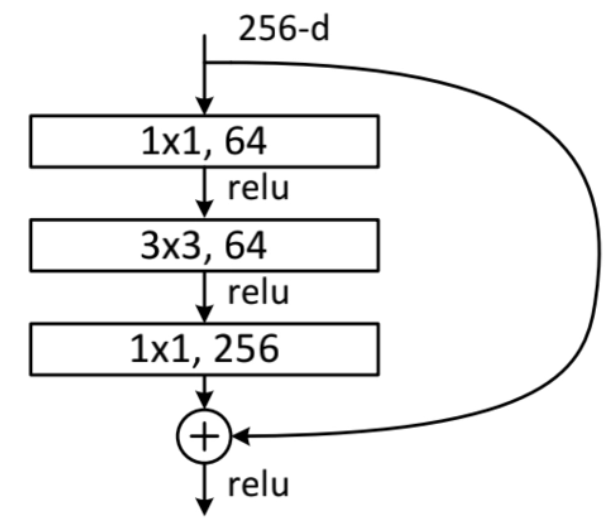 256-d
1x1, 64
relu
3x3, 64
relu
1x1, 256
+
relu